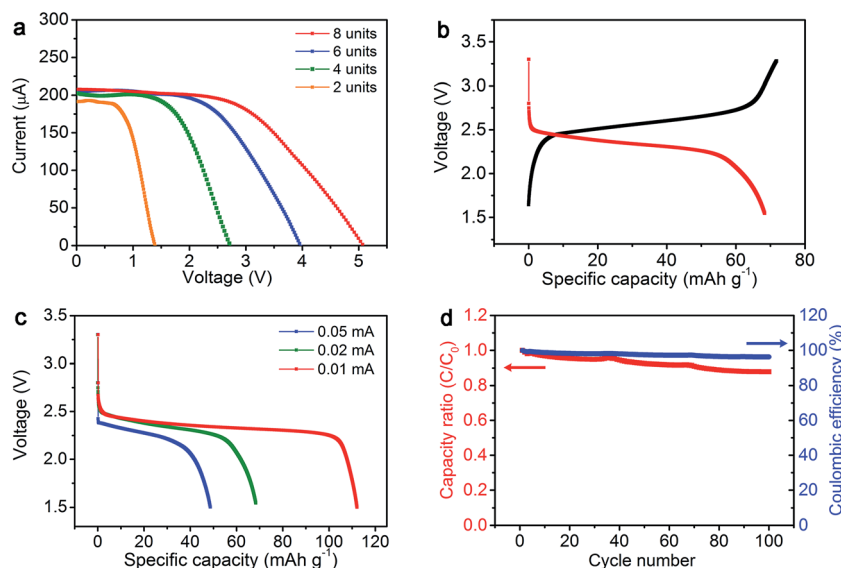 a
300
250
200
150
100
50
0
Current (μA)
0 1 2 3 4 5
Voltage (V)
8 units
6 units
4 units
2 units
b
3.5
3.0
2.5
2.0
1.5
Voltage (V)
0 20 40 60 80
Specific capacity (mAh g⁻¹)
c
3.5
3.0
2.5
2.0
1.5
Voltage (V)
0 20 40 60 80 100 120
Specific capacity (mAh g⁻¹)
0.05 mA
0.02 mA
0.01 mA
d
1.2
1.0
0.8
0.6
0.4
0.2
0.0
Capacity ratio (C/C₀)
0 20 40 60 80 100
Cycle number
120
100
80
60
40
20
0
Coulombic efficiency (%)